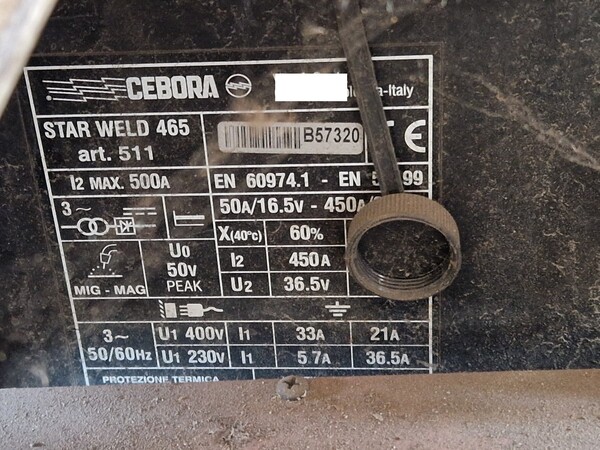 CEBORA
-Italy
STAR WELD 465
art. 511
B57320
CE
I2 MAX. 500A
EN 60974.1 - EN
99
3~
50A/16.5v - 450A/
X(40°C) 60%
I2 450A
U2 36.5v
U0
50v
PEAK
MIG - MAG
3~
50/60Hz
U1 400v I1 33A 21A
U1 230v I1 5.7A 36.5A
PROTEZIONE TERMICA